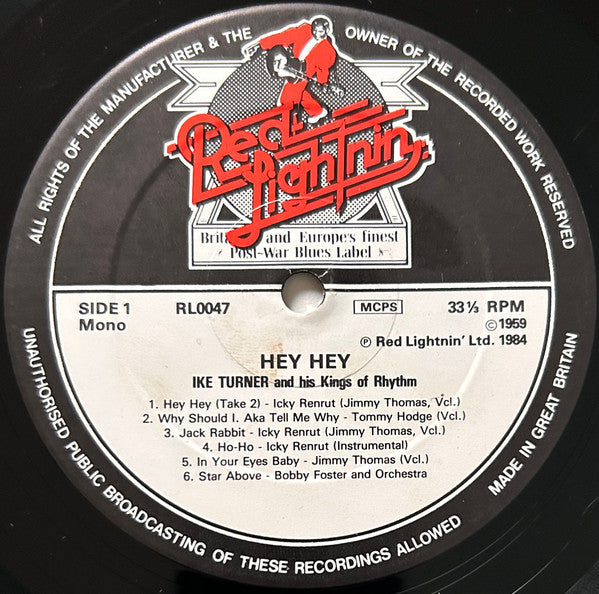 ALL RIGHTS OF THE MANUFACTURER & THE OWNER OF THE RECORDED WORK RESERVED
Red
Lightnin'
Brita and Europe's finest
Post-War Blues Label
SIDE 1 RL0047 MCPS 33⅓ RPM
Mono ©1959
℗ Red Lightnin' Ltd. 1984
HEY HEY
IKE TURNER and his Kings of Rhythm
1. Hey Hey (Take 2) - Icky Renrut (Jimmy Thomas, Vcl.)
2. Why Should I. Aka Tell Me Why - Tommy Hodge (Vcl.)
3. Jack Rabbit - Icky Renrut (Jimmy Thomas, Vcl.)
4. Ho-Ho - Icky Renrut (Instrumental)
5. In Your Eyes Baby - Jimmy Thomas (Vcl.)
6. Star Above - Bobby Foster and Orchestra
UNAUTHORISED PUBLIC BROADCASTING OF THESE RECORDINGS ALLOWED
MADE IN GREAT BRITAIN